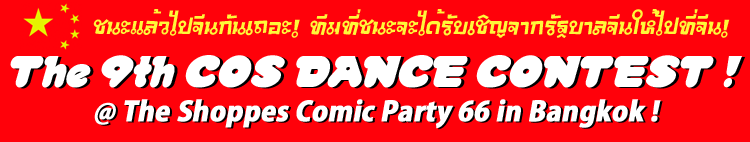 ชนะแล้วไปจีนกันเถอะ! ทีมที่ชนะจะได้รับเชิญจากรัฐบาลจีนให้ไปที่จีน!
The 9th COS DANCE CONTEST !
@ The Shoppes Comic Party 66 in Bangkok !